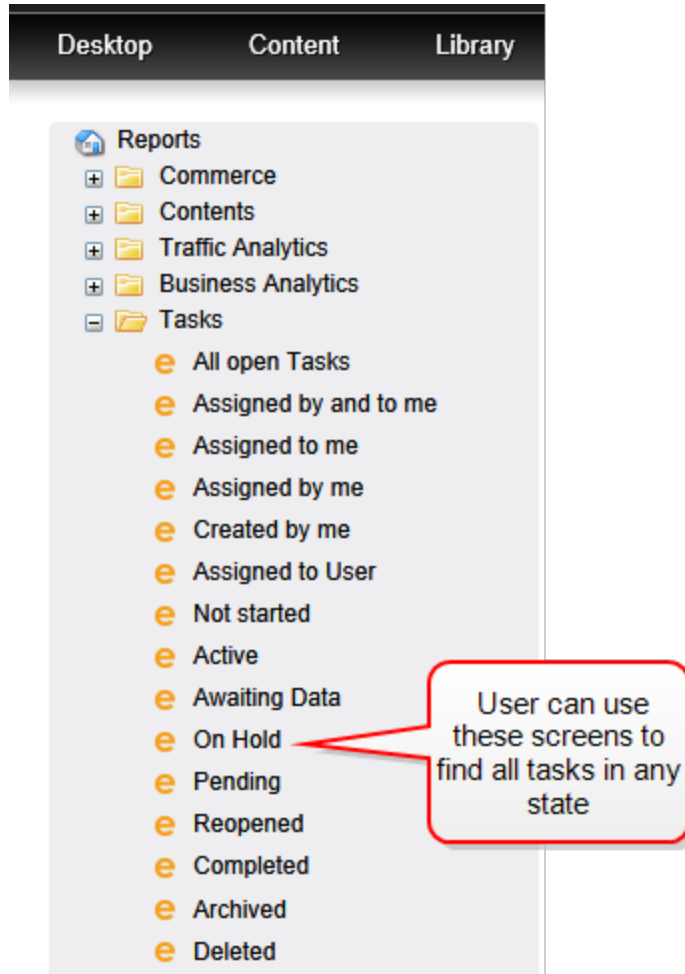 Desktop Content Library
Reports
Commerce
Contents
Traffic Analytics
Business Analytics
Tasks
All open Tasks
Assigned by and to me
Assigned to me
Assigned by me
Created by me
Assigned to User
Not started
Active
Awaiting Data
On Hold
Pending
Reopened
Completed
Archived
Deleted
User can use
these screens to
find all tasks in any
state